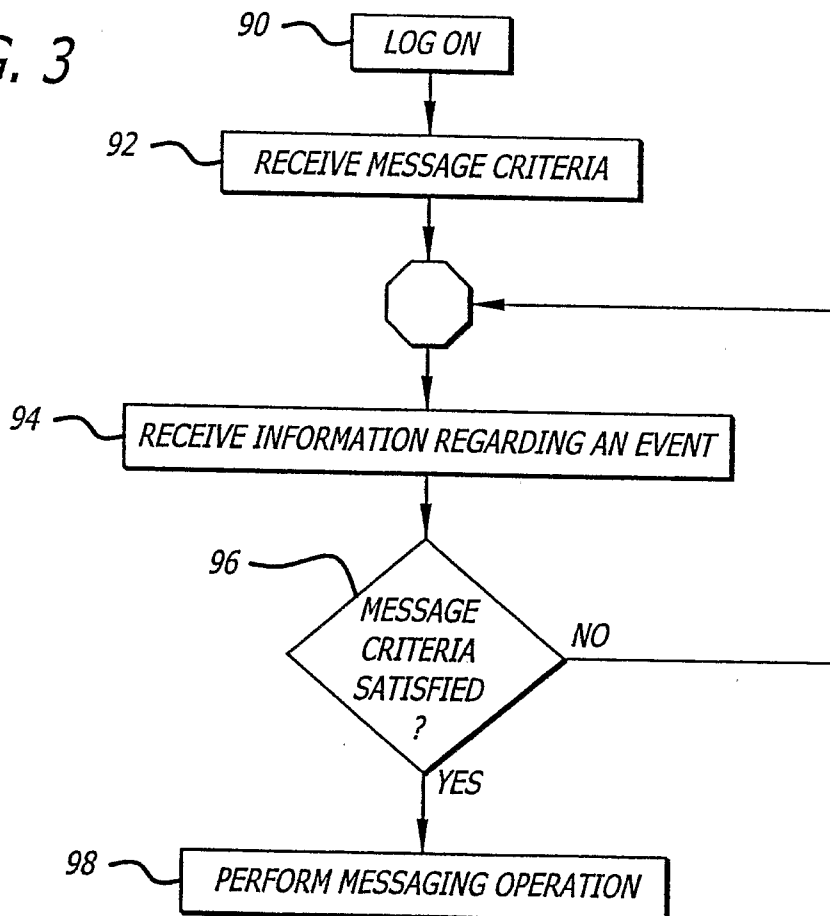 G. 3
90
LOG ON
92
RECEIVE MESSAGE CRITERIA
94
RECEIVE INFORMATION REGARDING AN EVENT
96
MESSAGE
CRITERIA
SATISFIED
?
NO
YES
98
PERFORM MESSAGING OPERATION